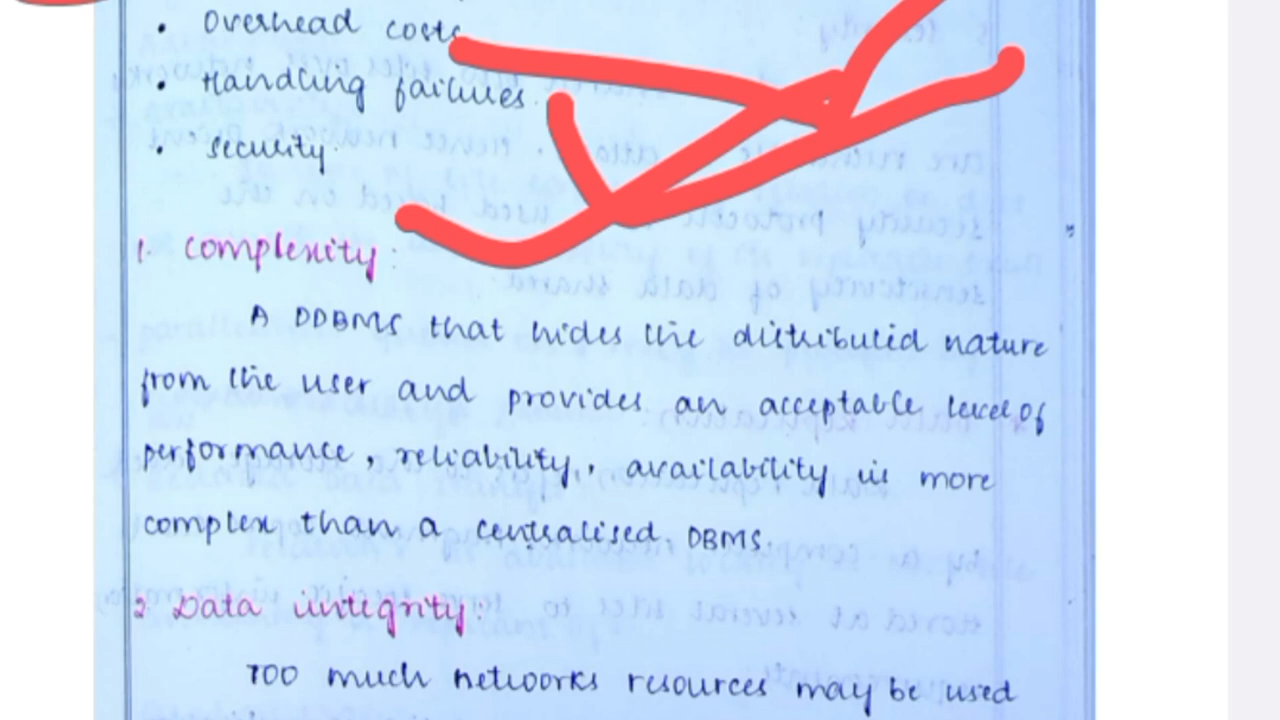 • Overhead costs
• Handling failures.
• security.
1. Complexity:
A DDBMS that hides the distributed nature
from the user and provides an acceptable level of
performance, reliability, availability is more
complex than a centralised DBMS.
2. Data integrity:
Too much networks resources may be used